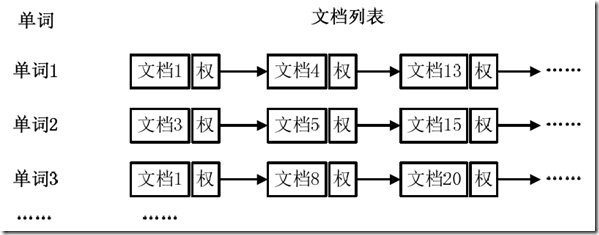 单词 文档列表
单词1 文档1 权 文档4 权 文档13 权 ……
单词2 文档3 权 文档5 权 文档15 权 ……
单词3 文档1 权 文档8 权 文档20 权 ……
…… ……